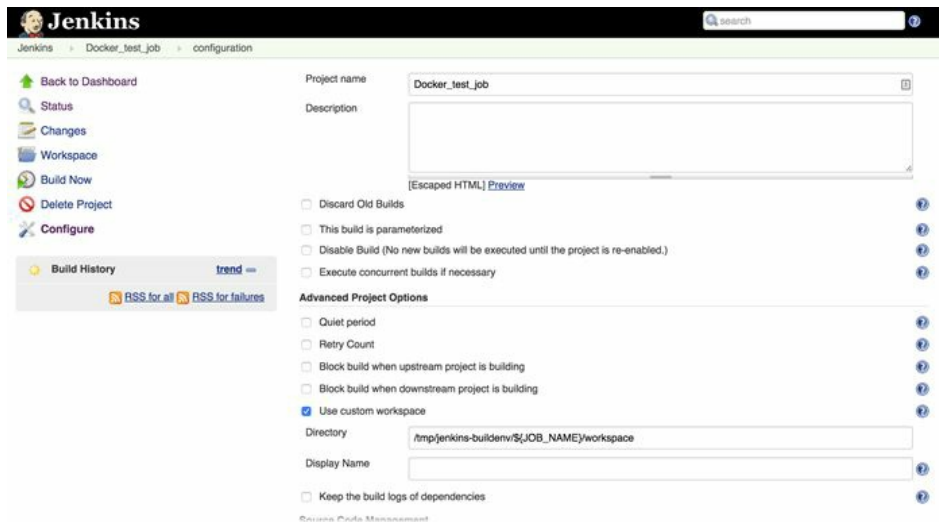 Jenkins
search
Jenkins Docker_test_job configuration
Back to Dashboard
Status
Changes
Workspace
Build Now
Delete Project
Configure
Build History trend
RSS for all RSS for failures
Project name Docker_test_job
Description
[Escaped HTML] Preview
Discard Old Builds
This build is parameterized
Disable Build (No new builds will be executed until the project is re-enabled.)
Execute concurrent builds if necessary
Advanced Project Options
Quiet period
Retry Count
Block build when upstream project is building
Block build when downstream project is building
Use custom workspace
Directory /tmp/jenkins-buildenv/${JOB_NAME}/workspace
Display Name
Keep the build logs of dependencies
Source Code Management